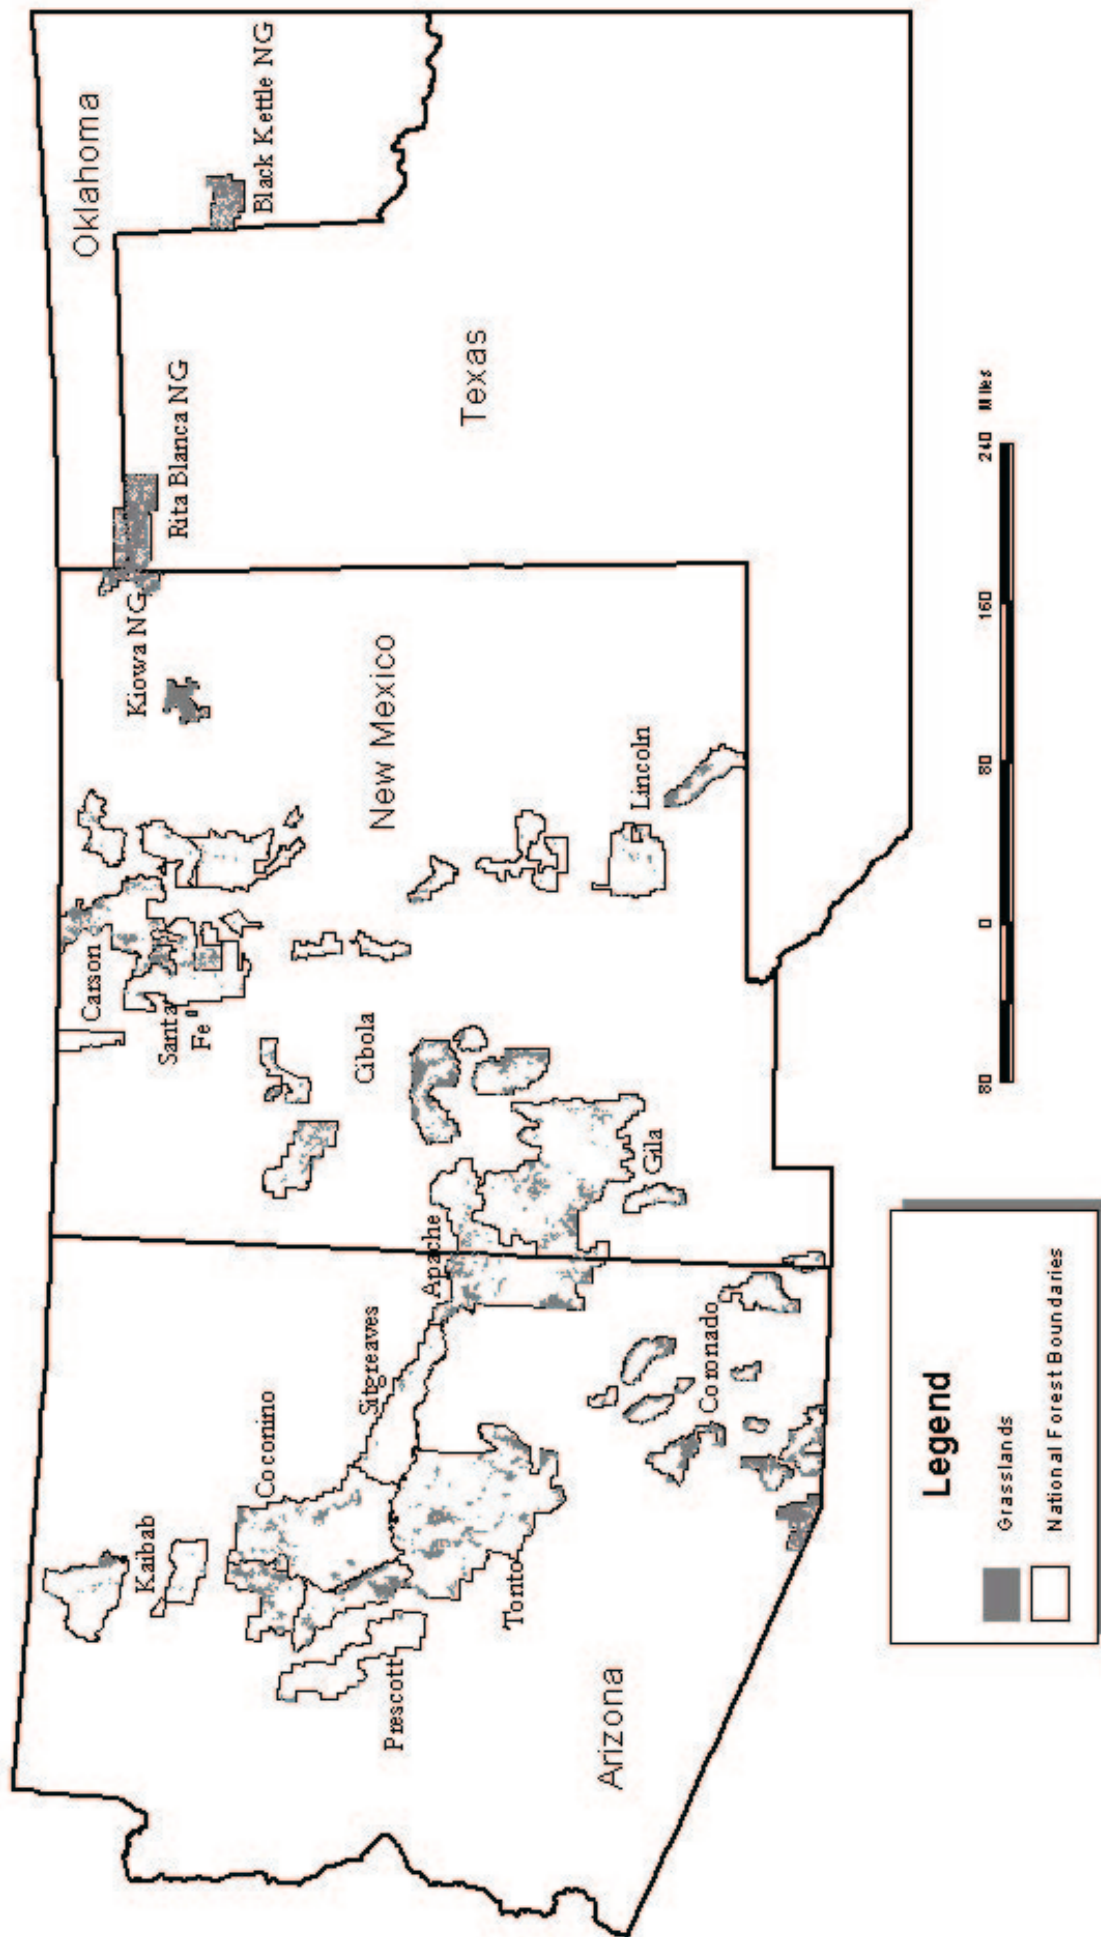 Oklahoma
Black Kettle NG
Rita Blanca NG
Kiowa NG
Texas
New Mexico
Carson
Santa
Fe
Cibola
Lincoln
Gila
Apache
Sitgreaves
Coconino
Kaibab
Prescott
Tonto
Coronado
Arizona
80 0 80 160 240 Miles
Legend
Grasslands
National Forest Boundaries